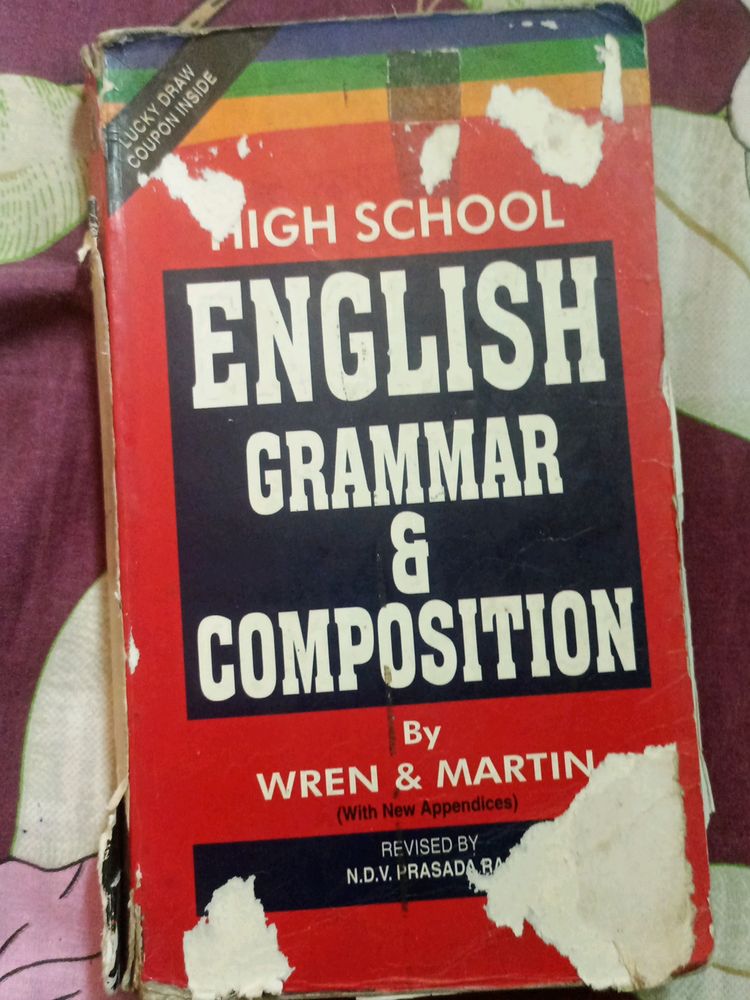 LUCKY DRAW
COUPON INSIDE
HIGH SCHOOL
ENGLISH
GRAMMAR
&
COMPOSITION
By
WREN & MARTIN
(With New Appendices)
REVISED BY
N.D.V. PRASADA